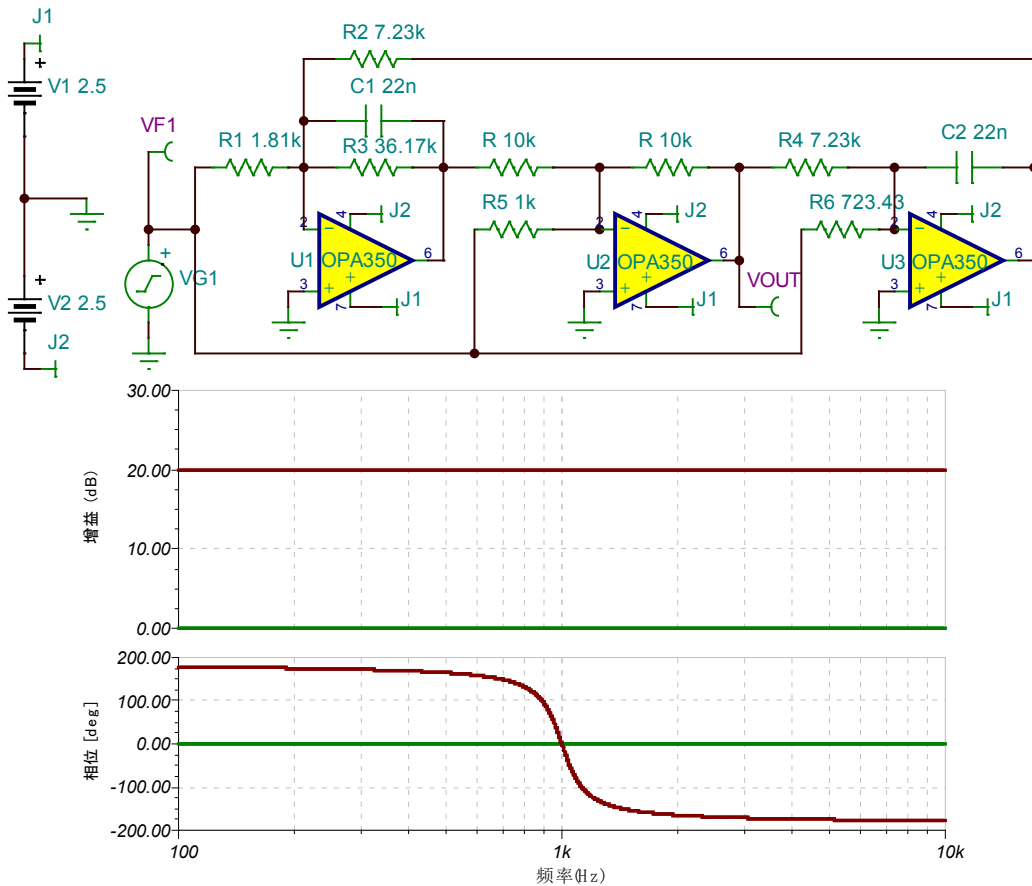 J1
+
V1 2.5
+
V2 2.5
J2
VF1
+
VG1
R2 7.23k
C1 22n
R1 1.81k
R3 36.17k
R 10k
R 10k
R4 7.23k
C2 22n
R5 1k
R6 723.43
2
4
J2
U1
OPA350
6
3
7
J1
2
4
J2
U2
OPA350
6
VOUT
3
7
J1
2
4
J2
U3
OPA350
6
3
7
J1
30.00
20.00
增益 (dB)
10.00
0.00
200.00
100.00
相位 [deg]
0.00
-100.00
-200.00
100
1k
10k
频率(Hz)